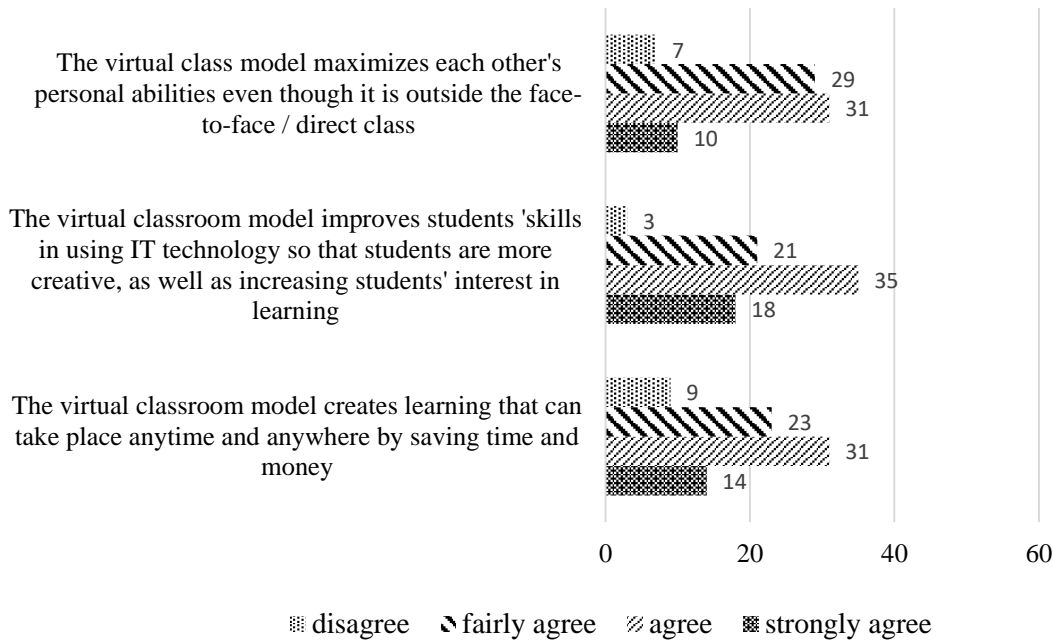 The virtual class model maximizes each other's
personal abilities even though it is outside the face-
to-face / direct class
7
29
31
10
The virtual classroom model improves students 'skills
in using IT technology so that students are more
creative, as well as increasing students' interest in
learning
3
21
35
18
The virtual classroom model creates learning that can
take place anytime and anywhere by saving time and
money
9
23
31
14
0 20 40 60
disagree fairly agree agree strongly agree